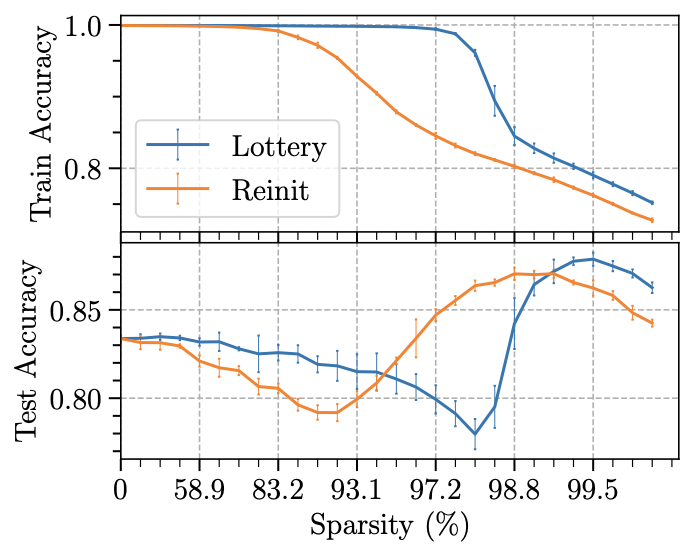 Train Accuracy
1.0
0.8
Lottery
Reinit
Test Accuracy
0.85
0.80
0 58.9 83.2 93.1 97.2 98.8 99.5
Sparsity (%)